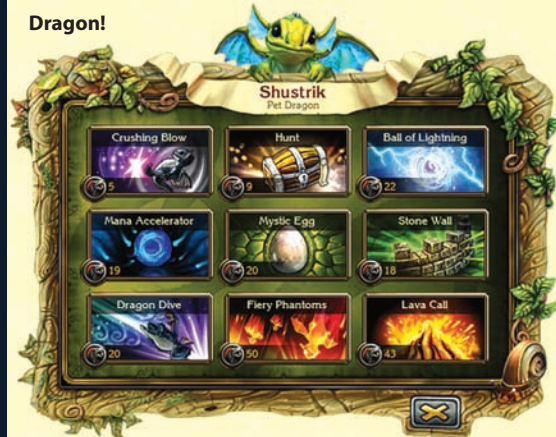 Dragon!
Shustrik
Pet Dragon
Crushing Blow
Hunt
Ball of Lightning
5
9
22
Mana Accelerator
Mystic Egg
Stone Wall
19
20
18
Dragon Dive
Fiery Phantoms
Lava Call
20
50
43